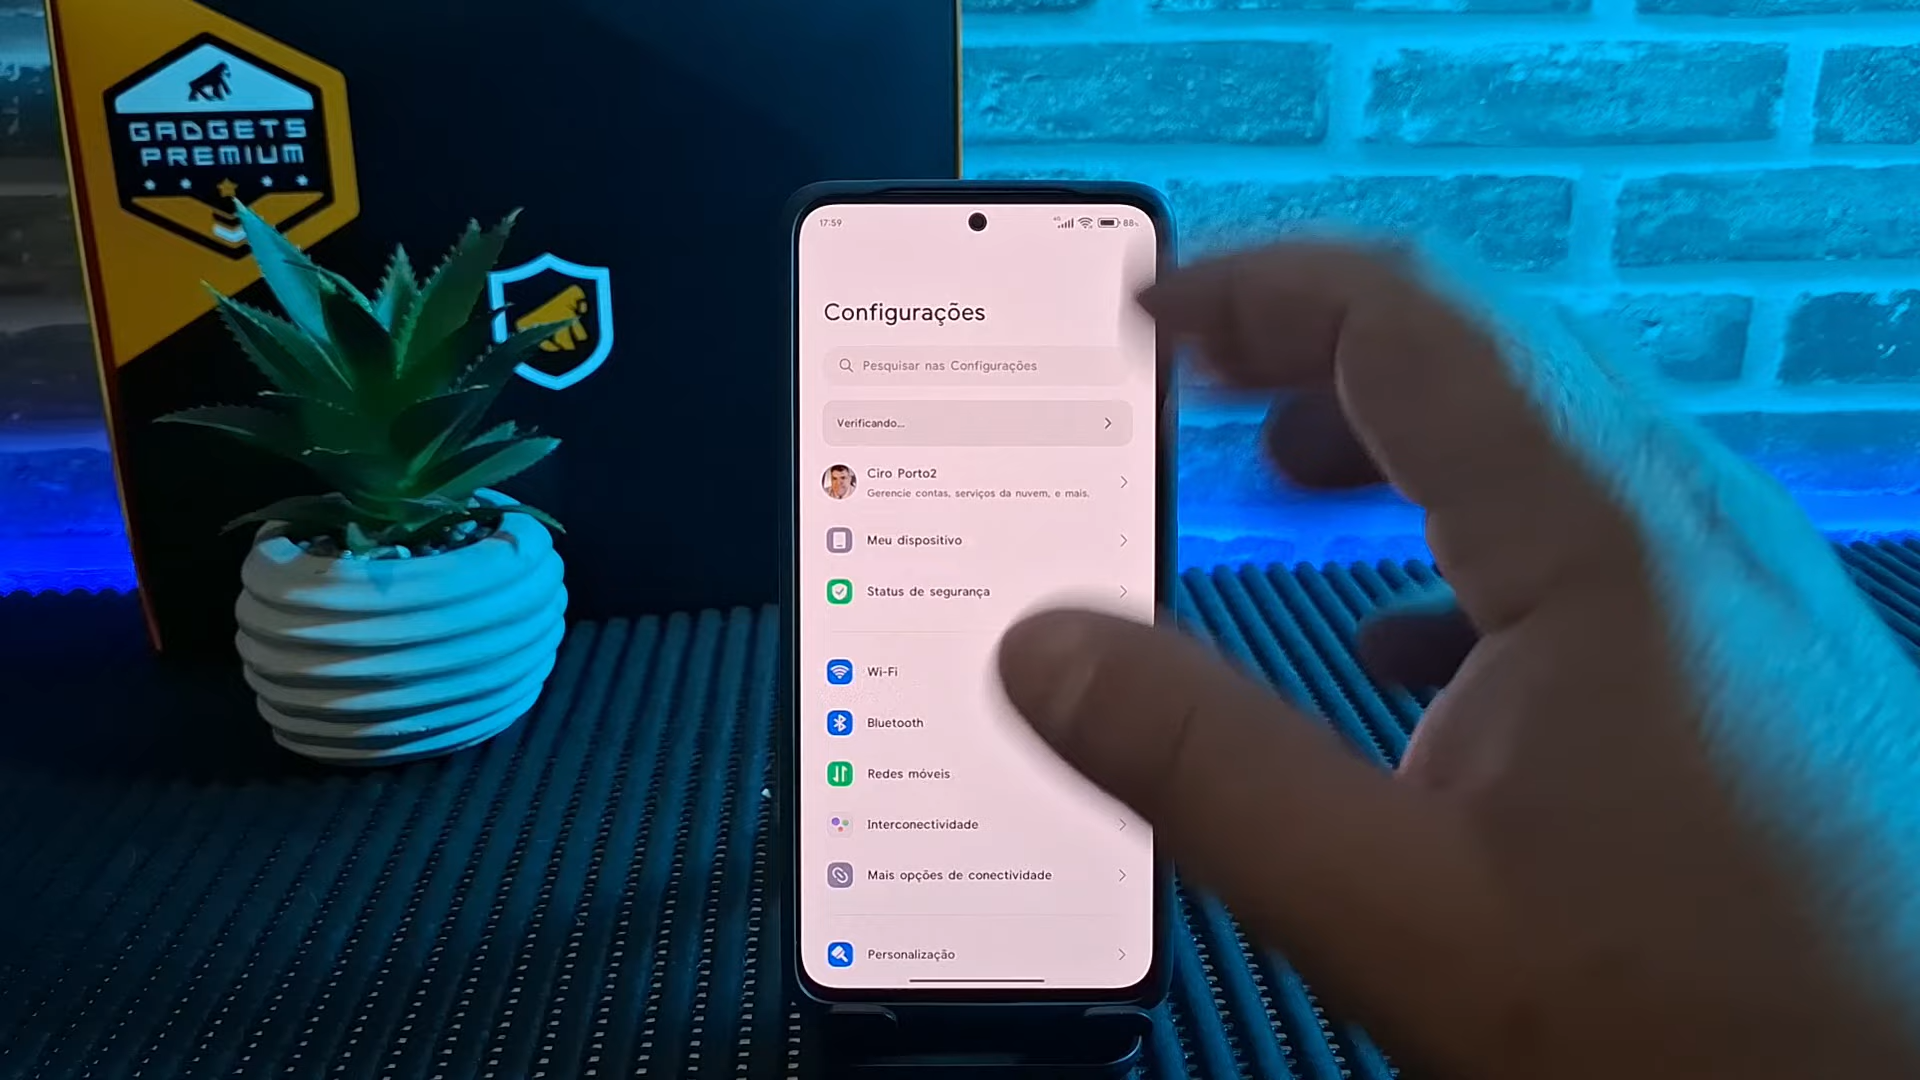 GADGETS
PREMIUM
17:59
4G
88%
Configurações
Pesquisar nas Configurações
Verificando...
Ciro Porto2
Gerencie contas, serviços da nuvem, e mais.
Meu dispositivo
Status de segurança
Wi-Fi
Bluetooth
Redes móveis
Interconectividade
Mais opções de conectividade
Personalização